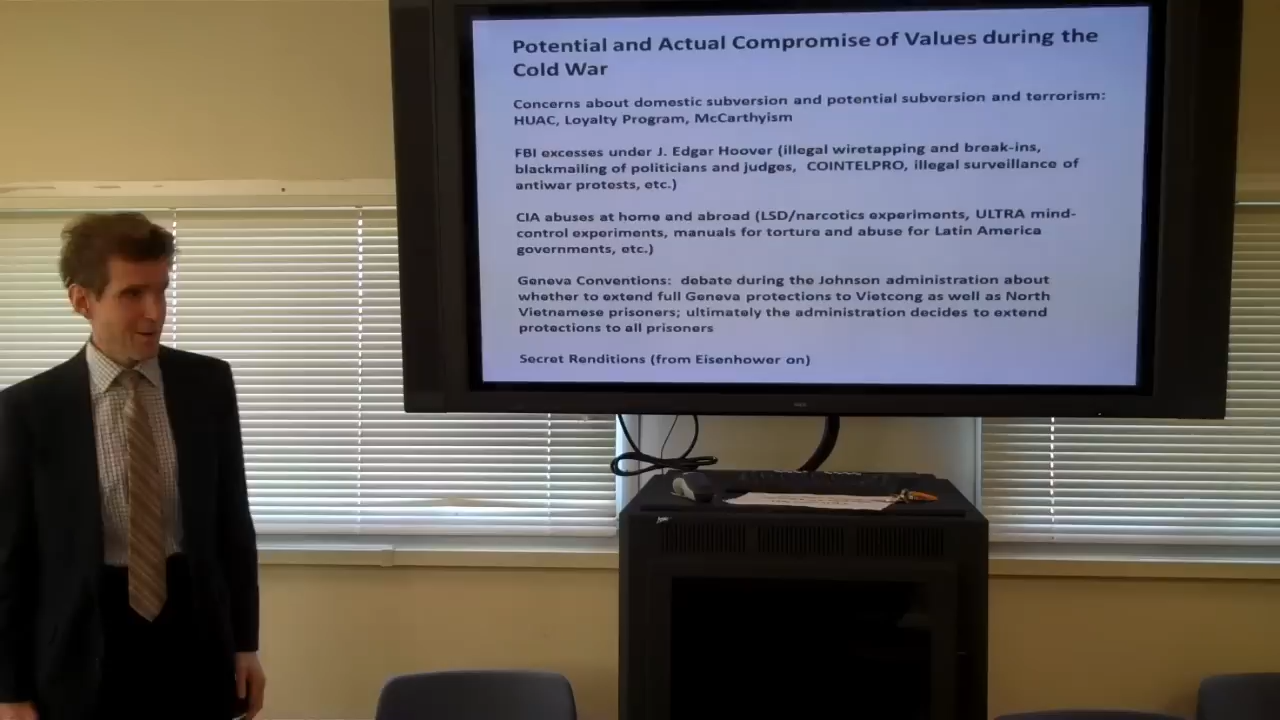 Potential and Actual Compromise of Values during the
Cold War
Concerns about domestic subversion and potential subversion and terrorism:
HUAC, Loyalty Program, McCarthyism
FBI excesses under J. Edgar Hoover (illegal wiretapping and break-ins,
blackmailing of politicians and judges, COINTELPRO, illegal surveillance of
antiwar protests, etc.)
CIA abuses at home and abroad (LSD/narcotics experiments, ULTRA mind-
control experiments, manuals for torture and abuse for Latin America
governments, etc.)
Geneva Conventions: debate during the Johnson administration about
whether to extend full Geneva protections to Vietcong as well as North
Vietnamese prisoners; ultimately the administration decides to extend
protections to all prisoners
Secret Renditions (from Eisenhower on)